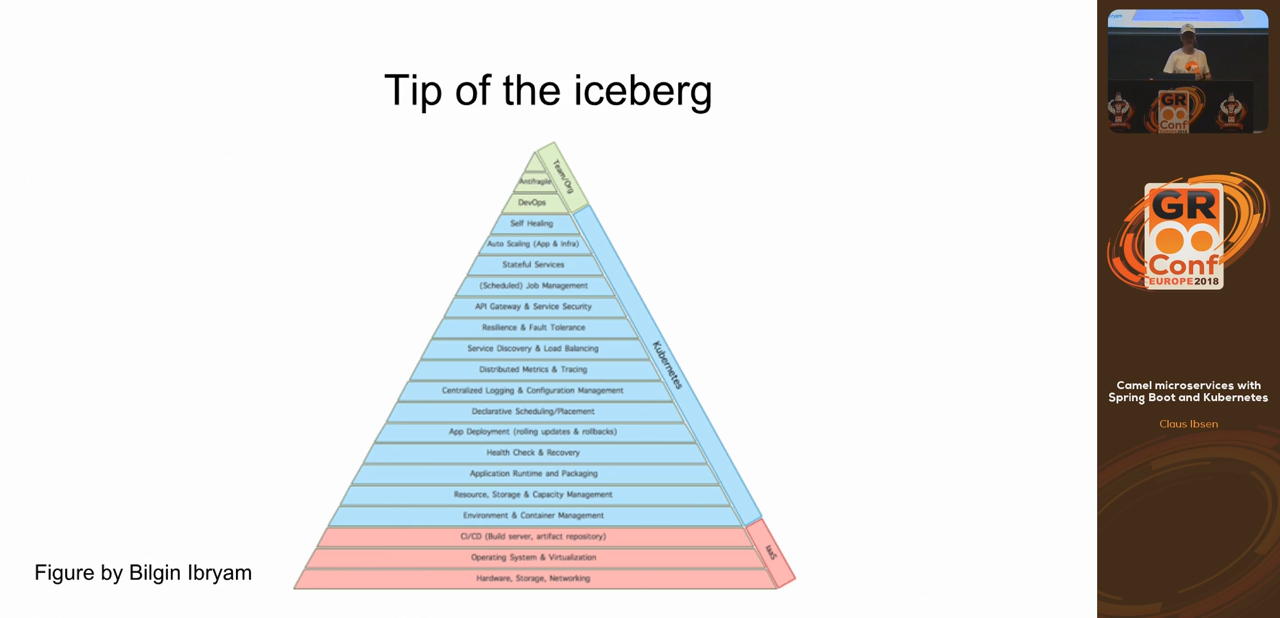 Tip of the iceberg
Team/Org
Antifragile
DevOps
Self Healing
Auto Scaling (App & Infra)
Stateful Services
(Scheduled) Job Management
API Gateway & Service Security
Resilience & Fault Tolerance
Service Discovery & Load Balancing
Kubernetes
Distributed Metrics & Tracing
Centralized Logging & Configuration Management
Declarative Scheduling/Placement
App Deployment (rolling updates & rollbacks)
Health Check & Recovery
Application Runtime and Packaging
Resource, Storage & Capacity Management
Environment & Container Management
CI/CD (Build server, artifact repository)
IaaS
Operating System & Virtualization
Hardware, Storage, Networking
Figure by Bilgin Ibryam
GR
Conf
GR8
Conf
EUROPE2018
Camel microservices with
Spring Boot and Kubernetes
Claus Ibsen